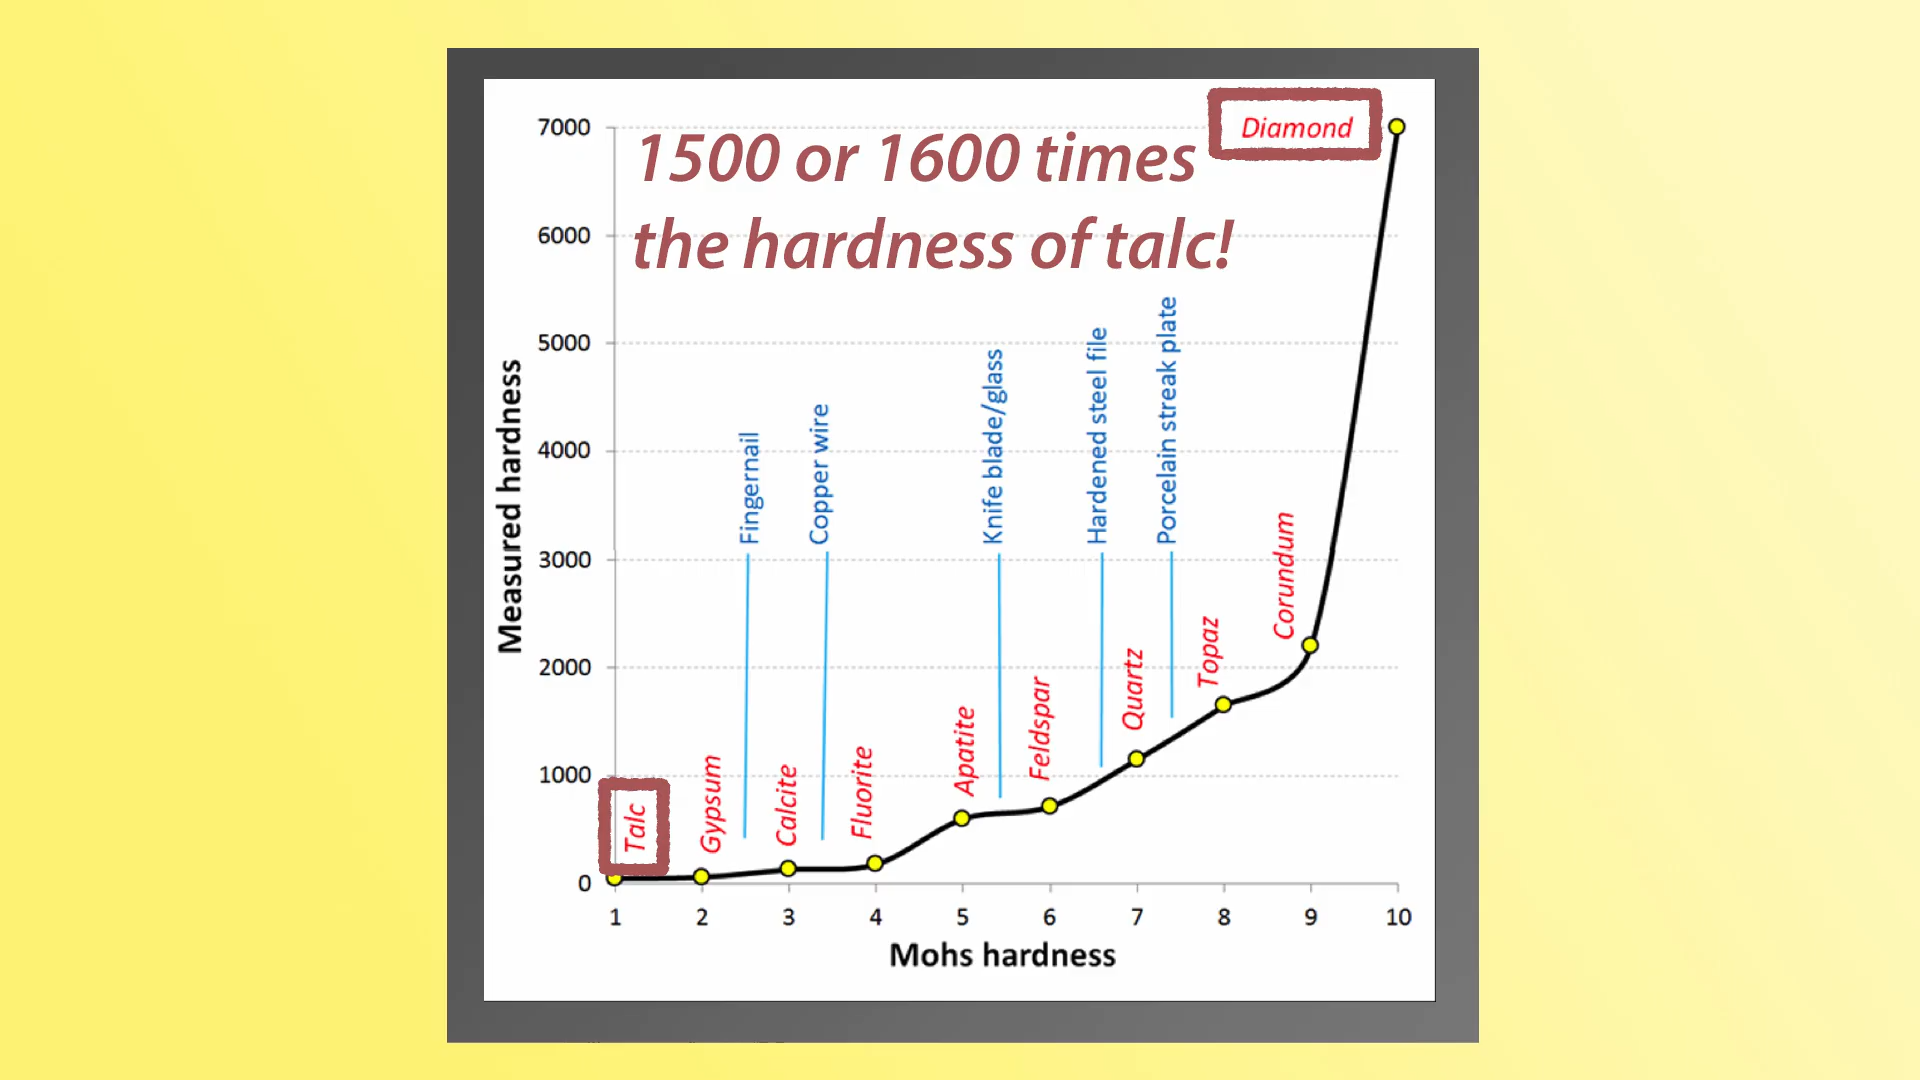 1500 or 1600 times
the hardness of talc!
Diamond
7000
6000
5000
4000
3000
2000
1000
0
Measured hardness
Talc
Gypsum
Fingernail
Calcite
Copper wire
Fluorite
Apatite
Knife blade/glass
Feldspar
Hardened steel file
Quartz
Porcelain streak plate
Topaz
Corundum
1 2 3 4 5 6 7 8 9 10
Mohs hardness